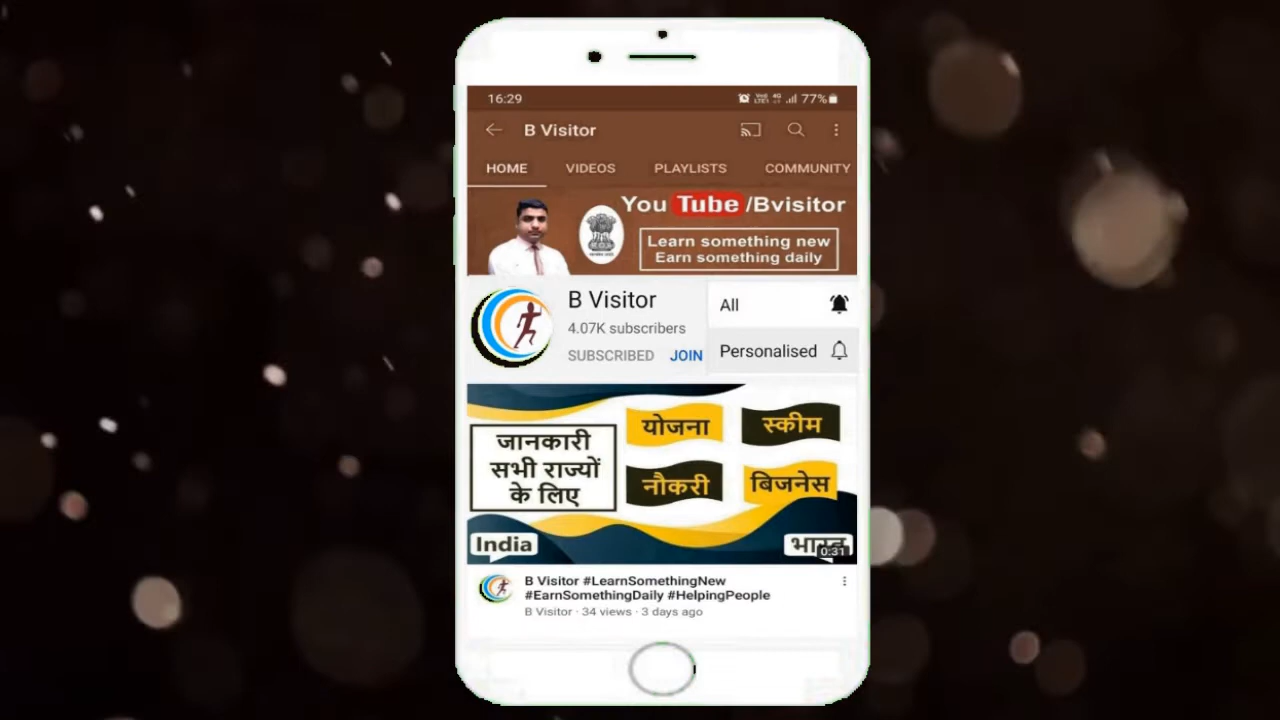 16:29
77%
B Visitor
HOME VIDEOS PLAYLISTS COMMUNITY
You Tube/Bvisitor
Learn something new
Earn something daily
B Visitor
4.07K subscribers
SUBSCRIBED JOIN
All
Personalised
जानकारी
सभी राज्यों
के लिए
योजना
स्कीम
नौकरी
बिजनेस
India
भारत
0:31
B Visitor #LearnSomethingNew
#EarnSomethingDaily #HelpingPeople
B Visitor · 34 views · 3 days ago